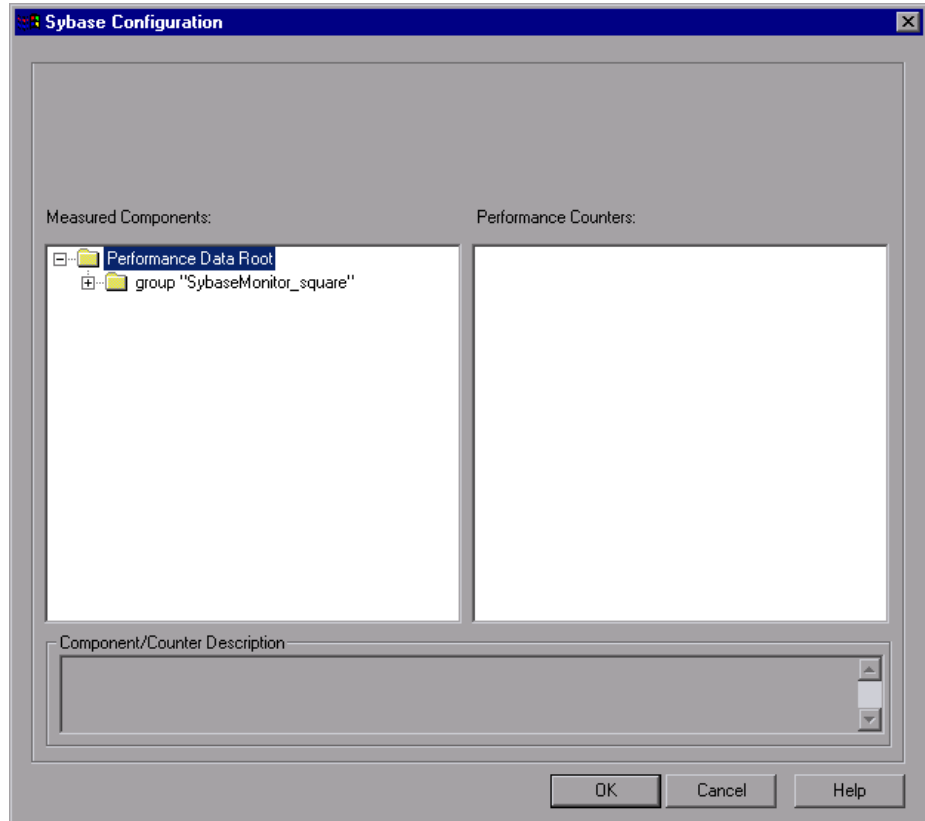 Sybase Configuration
Measured Components:
Performance Counters:
Performance Data Root
group "SybaseMonitor_square"
Component/Counter Description
OK
Cancel
Help